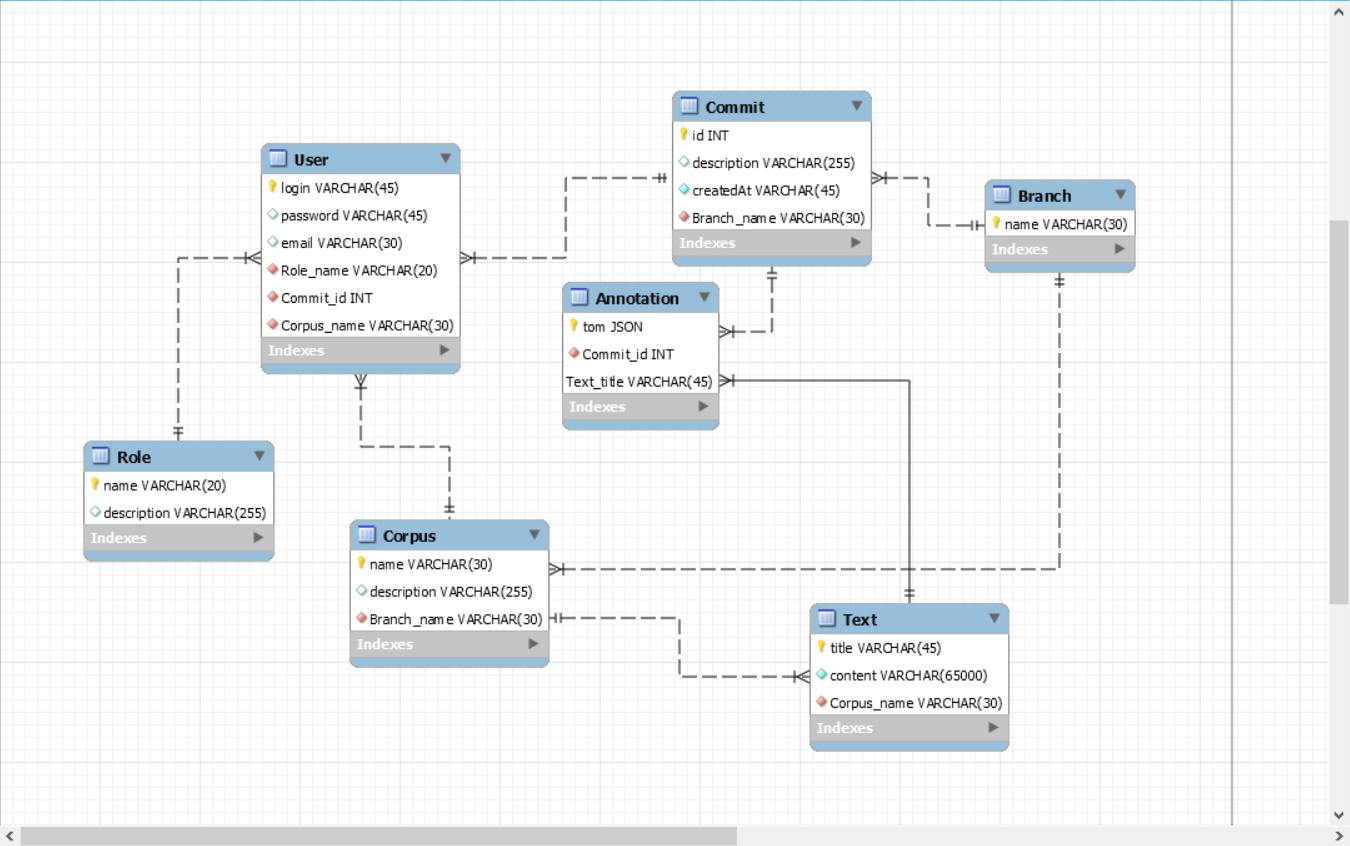 Commit
id INT
description VARCHAR(255)
createdAt VARCHAR(45)
Branch_name VARCHAR(30)
Indexes
User
login VARCHAR(45)
password VARCHAR(45)
email VARCHAR(30)
Role_name VARCHAR(20)
Commit_id INT
Corpus_name VARCHAR(30)
Indexes
Branch
name VARCHAR(30)
Indexes
Annotation
tom JSON
Commit_id INT
Text_title VARCHAR(45)
Indexes
Role
name VARCHAR(20)
description VARCHAR(255)
Indexes
Corpus
name VARCHAR(30)
description VARCHAR(255)
Branch_name VARCHAR(30)
Indexes
Text
title VARCHAR(45)
content VARCHAR(65000)
Corpus_name VARCHAR(30)
Indexes